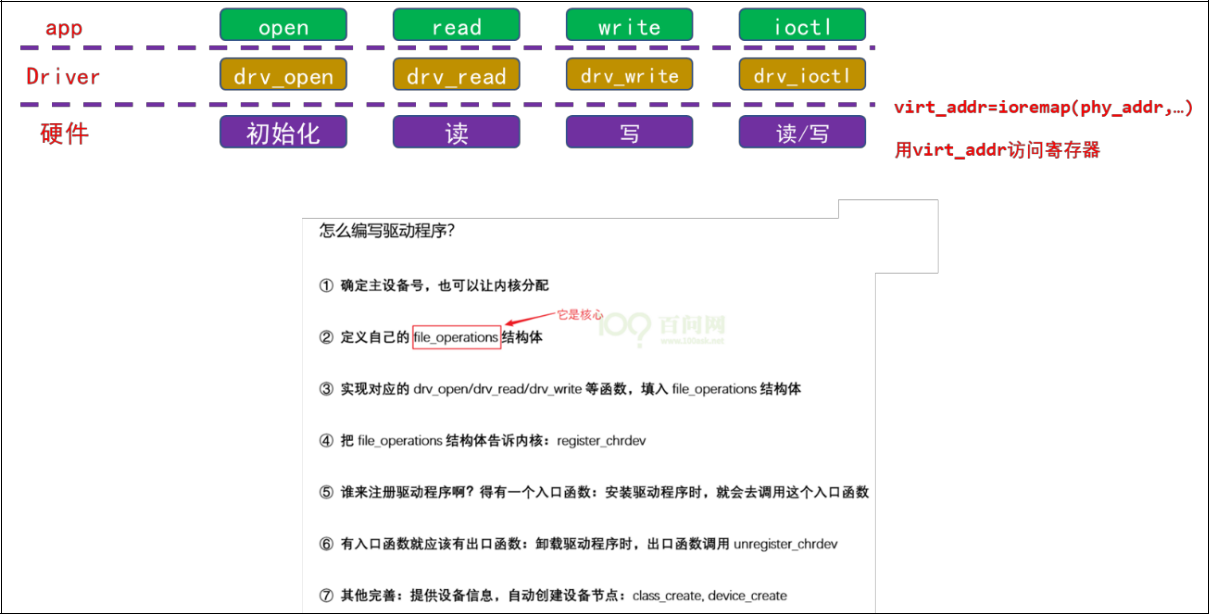 app open read write ioctl
Driver drv_open drv_read drv_write drv_ioctl
virt_addr=ioremap(phy_addr,…)
硬件 初始化 读 写 读/写
用virt_addr访问寄存器
怎么编写驱动程序?
① 确定主设备号，也可以让内核分配
它是核心
百问网
www.100ask.net
② 定义自己的 file_operations 结构体
③ 实现对应的 drv_open/drv_read/drv_write 等函数，填入 file_operations 结构体
④ 把 file_operations 结构体告诉内核：register_chrdev
⑤ 谁来注册驱动程序啊？得有一个入口函数：安装驱动程序时，就会去调用这个入口函数
⑥ 有入口函数就应该有出口函数：卸载驱动程序时，出口函数调用 unregister_chrdev
⑦ 其他完善：提供设备信息，自动创建设备节点：class_create, device_create